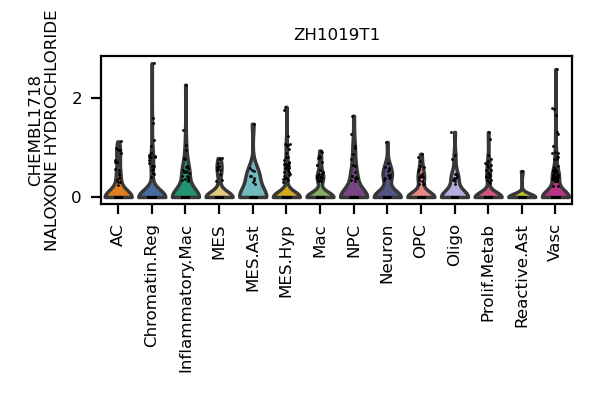 ZH1019T1
CHEMBL1718
NALOXONE HYDROCHLORIDE
2
0
AC
Chromatin.Reg
Inflammatory.Mac
MES
MES.Ast
MES.Hyp
Mac
NPC
Neuron
OPC
Oligo
Prolif.Metab
Reactive.Ast
Vasc